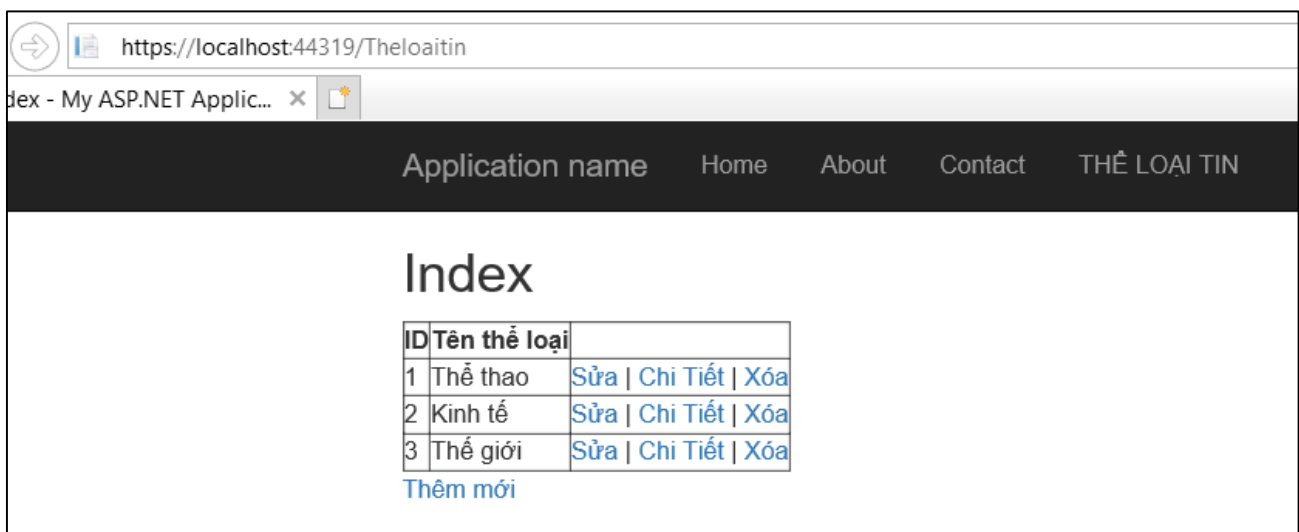 https://localhost:44319/Theloaitin
dex - My ASP.NET Applic...
Application name Home About Contact THỂ LOẠI TIN
Index
ID Tên thể loại
1 Thể thao Sửa | Chi Tiết | Xóa
2 Kinh tế Sửa | Chi Tiết | Xóa
3 Thế giới Sửa | Chi Tiết | Xóa
Thêm mới